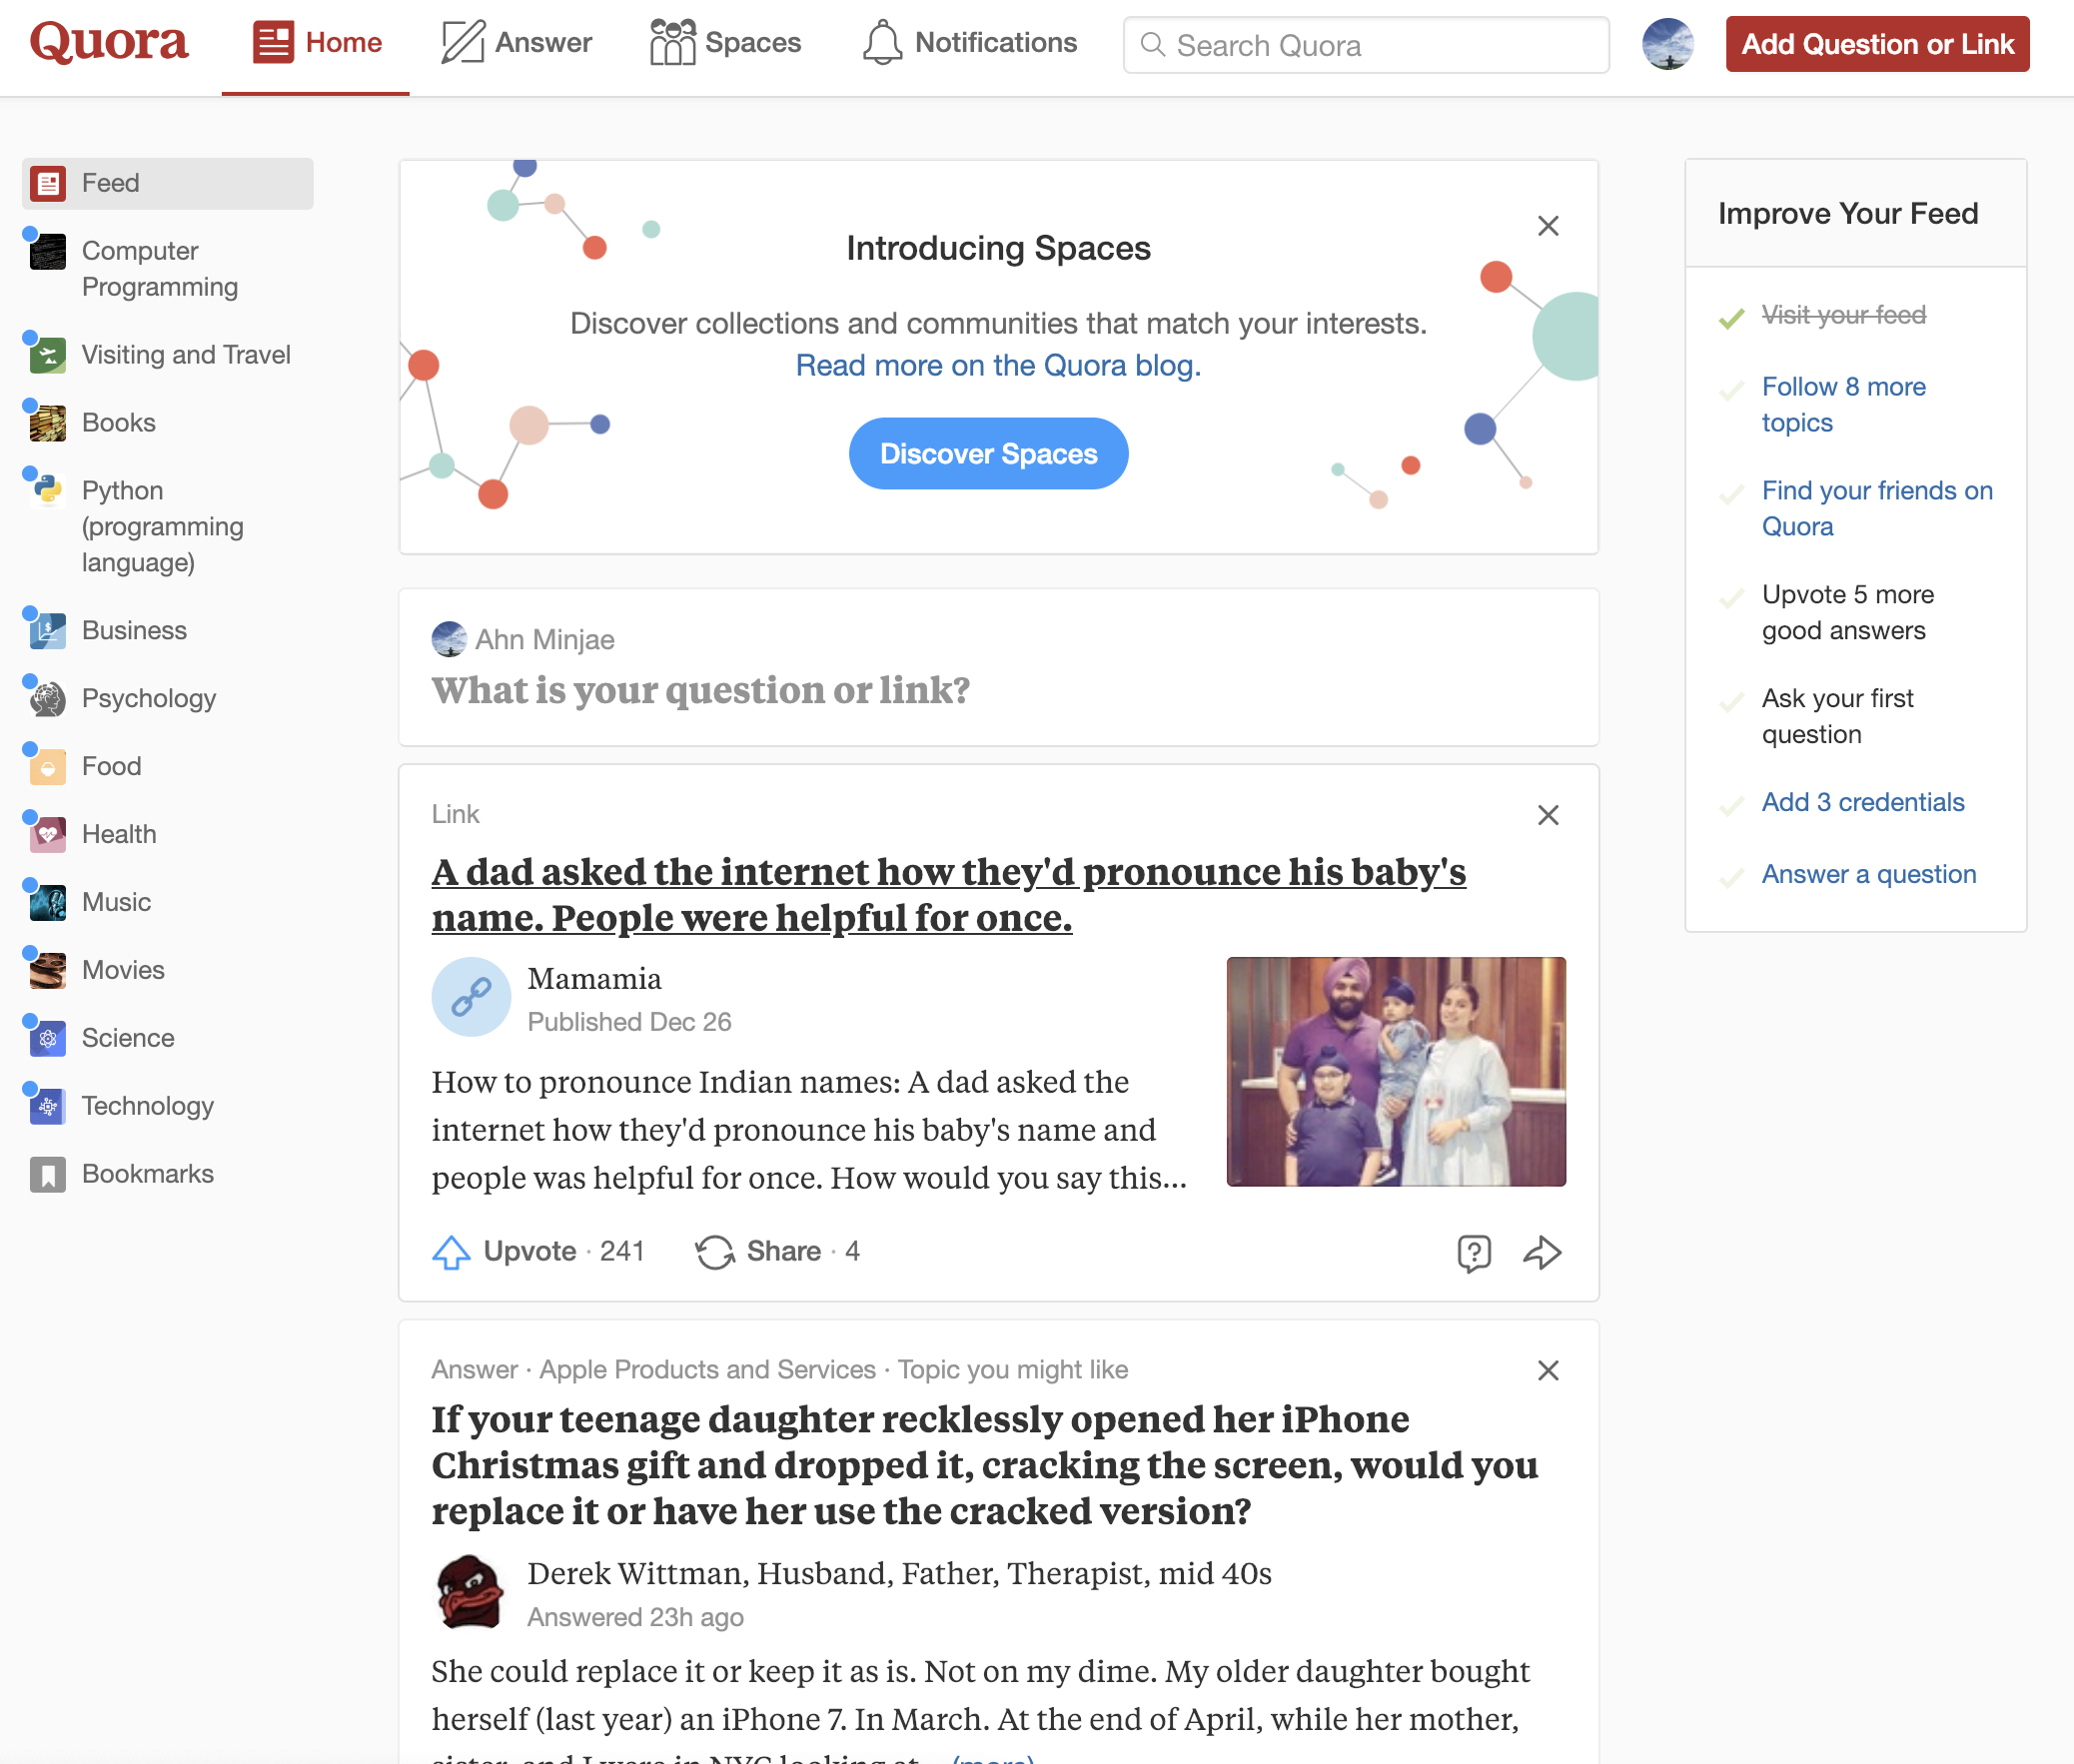 Quora
Home
Answer
Spaces
Notifications
Search Quora
Add Question or Link
Feed
Computer
Programming
Visiting and Travel
Books
Python
(programming
language)
Business
Psychology
Food
Health
Music
Movies
Science
Technology
Bookmarks
Introducing Spaces
Discover collections and communities that match your interests.
Read more on the Quora blog.
Discover Spaces
Ahn Minjae
What is your question or link?
Link
A dad asked the internet how they'd pronounce his baby's
name. People were helpful for once.
Mamamia
Published Dec 26
How to pronounce Indian names: A dad asked the
internet how they'd pronounce his baby's name and
people was helpful for once. How would you say this...
Upvote · 241
Share · 4
Answer · Apple Products and Services · Topic you might like
If your teenage daughter recklessly opened her iPhone
Christmas gift and dropped it, cracking the screen, would you
replace it or have her use the cracked version?
Derek Wittman, Husband, Father, Therapist, mid 40s
Answered 23h ago
She could replace it or keep it as is. Not on my dime. My older daughter bought
herself (last year) an iPhone 7. In March. At the end of April, while her mother,
sister, and I were in NYC looking at... (more)
Improve Your Feed
Visit your feed
Follow 8 more
topics
Find your friends on
Quora
Upvote 5 more
good answers
Ask your first
question
Add 3 credentials
Answer a question